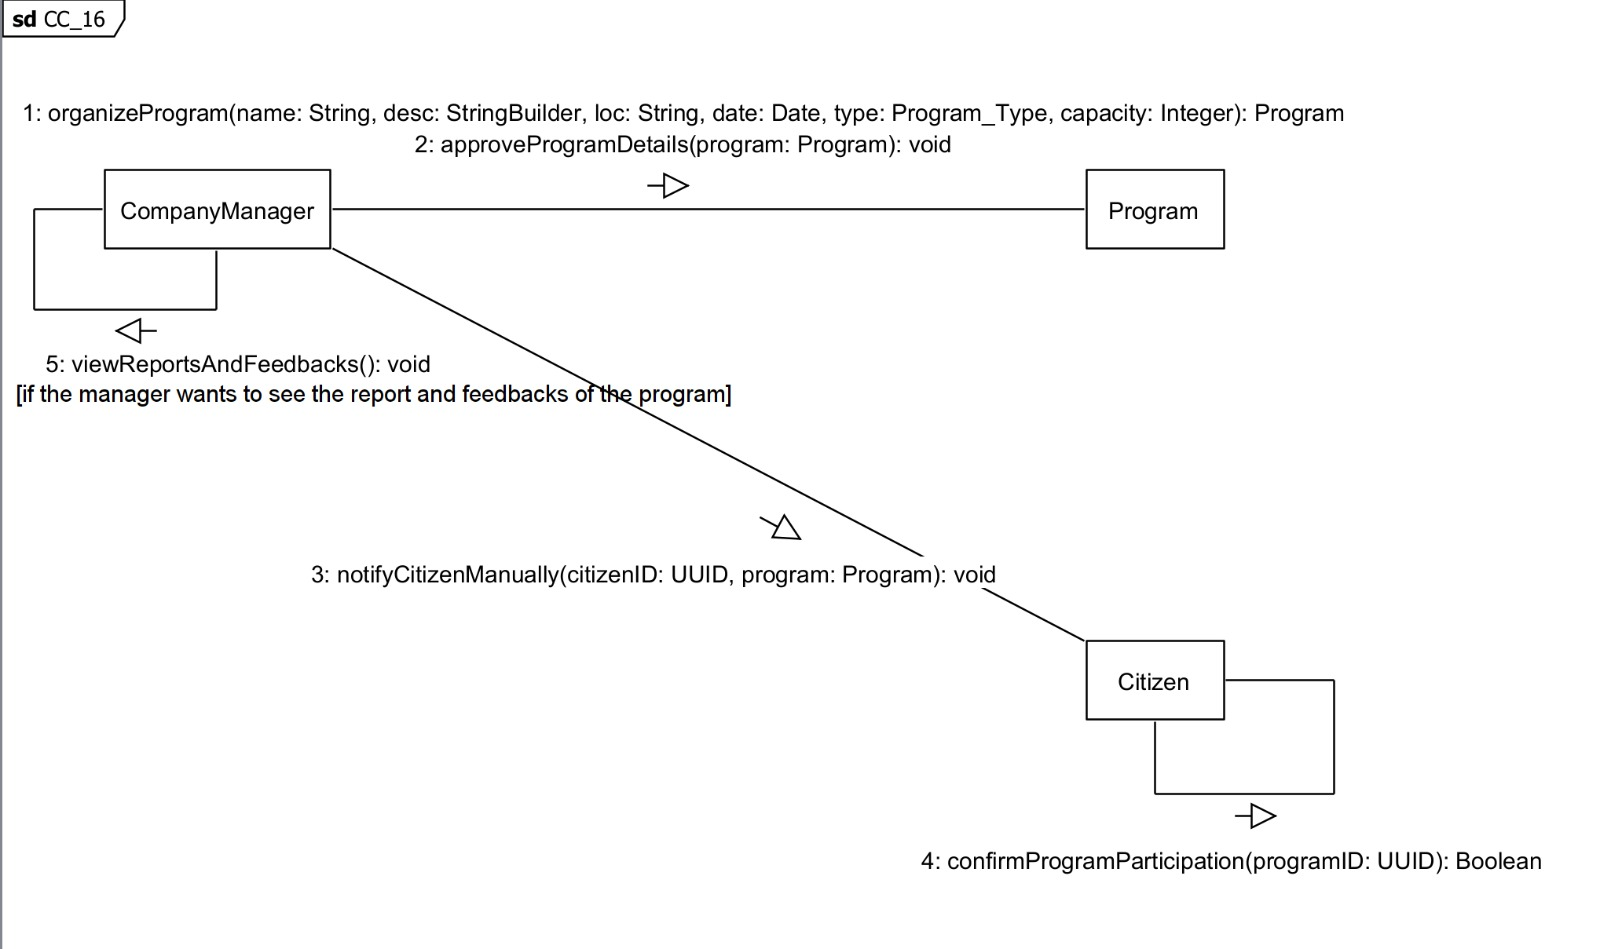 sd CC_16
1: organizeProgram(name: String, desc: StringBuilder, loc: String, date: Date, type: Program_Type, capacity: Integer): Program
2: approveProgramDetails(program: Program): void
CompanyManager
Program
5: viewReportsAndFeedbacks(): void
[if the manager wants to see the report and feedbacks of the program]
3: notifyCitizenManually(citizenID: UUID, program: Program): void
Citizen
4: confirmProgramParticipation(programID: UUID): Boolean